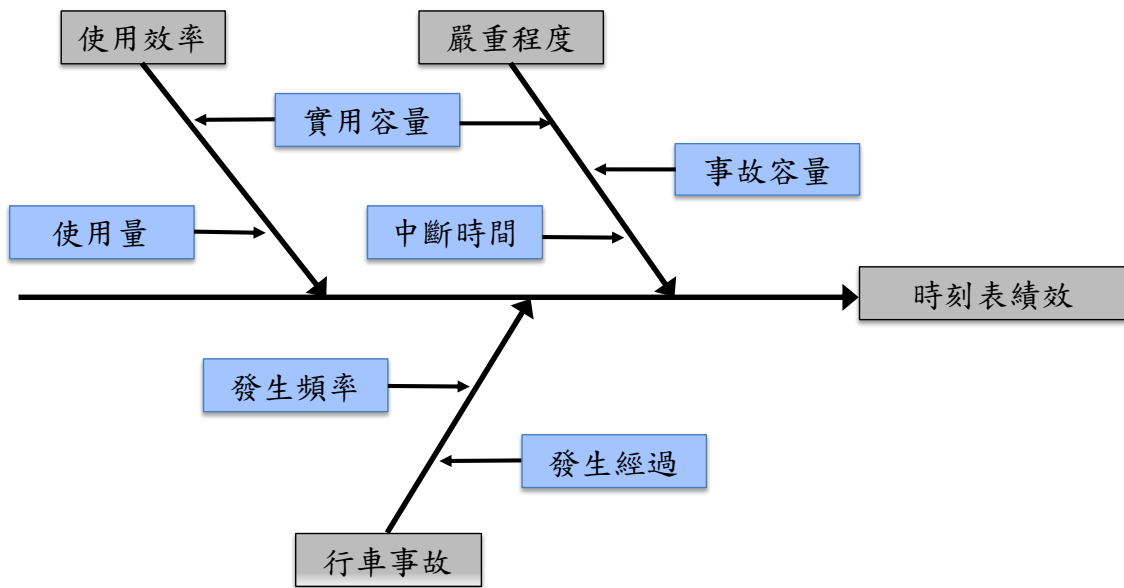 使用效率
嚴重程度
實用容量
事故容量
使用量
中斷時間
時刻表績效
發生頻率
發生經過
行車事故